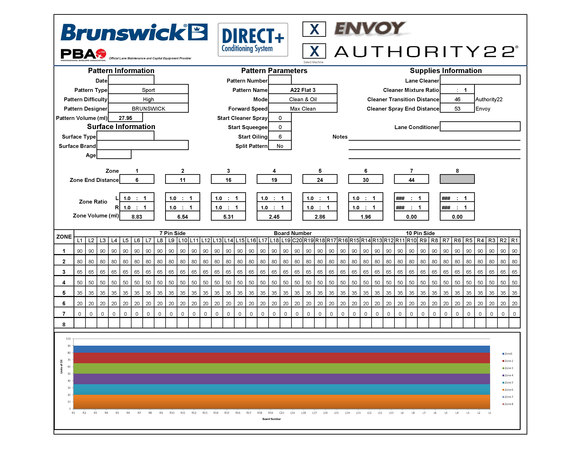 Brunswick DIRECT+ Conditioning System X ENVOY
PBA Official Lane Maintenance and Capital Equipment Provider X AUTHORITY22
Pattern Information Pattern Parameters Supplies Information
Date Pattern Number Lane Cleaner
Pattern Type Sport Pattern Name A22 Flat 3 Cleaner Mixture Ratio : 1
Pattern Difficulty High Mode Clean & Oil Cleaner Transition Distance 46 Authority22
Pattern Designer BRUNSWICK Forward Speed Max Clean Cleaner Spray End Distance 53 Envoy
Pattern Volume (ml) 27.95 Start Cleaner Spray 0
Surface Information Start Squeegee 0 Lane Conditioner
Surface Type Start Oiling 6 Notes
Surface Brand Split Pattern No
Age
Zone 1 2 3 4 5 6 7 8
Zone End Distance 6 11 16 19 24 30 44
Zone Ratio L 1.0 : 1 1.0 : 1 1.0 : 1 1.0 : 1 1.0 : 1 1.0 : 1 ### : 1 ### : 1
R 1.0 : 1 1.0 : 1 1.0 : 1 1.0 : 1 1.0 : 1 1.0 : 1 ### : 1 ### : 1
Zone Volume (ml) 8.83 6.54 5.31 2.45 2.86 1.96 0.00 0.00
ZONE 7 Pin Side Board Number 10 Pin Side
L1 L2 L3 L4 L5 L6 L7 L8 L9 L10 L11 L12 L13 L14 L15 L16 L17 L18 L19 C20 R19 R18 R17 R16 R15 R14 R13 R12 R11 R10 R9 R8 R7 R6 R5 R4 R3 R2 R1
1 90 90 90 90 90 90 90 90 90 90 90 90 90 90 90 90 90 90 90 90 90 90 90 90 90 90 90 90 90 90 90 90 90 90 90 90 90 90 90
2 80 80 80 80 80 80 80 80 80 80 80 80 80 80 80 80 80 80 80 80 80 80 80 80 80 80 80 80 80 80 80 80 80 80 80 80 80 80 80
3 65 65 65 65 65 65 65 65 65 65 65 65 65 65 65 65 65 65 65 65 65 65 65 65 65 65 65 65 65 65 65 65 65 65 65 65 65 65 65
4 50 50 50 50 50 50 50 50 50 50 50 50 50 50 50 50 50 50 50 50 50 50 50 50 50 50 50 50 50 50 50 50 50 50 50 50 50 50 50
5 35 35 35 35 35 35 35 35 35 35 35 35 35 35 35 35 35 35 35 35 35 35 35 35 35 35 35 35 35 35 35 35 35 35 35 35 35 35 35
6 20 20 20 20 20 20 20 20 20 20 20 20 20 20 20 20 20 20 20 20 20 20 20 20 20 20 20 20 20 20 20 20 20 20 20 20 20 20 20
7 0 0 0 0 0 0 0 0 0 0 0 0 0 0 0 0 0 0 0 0 0 0 0 0 0 0 0 0 0 0 0 0 0 0 0 0 0 0 0
8
Board Number